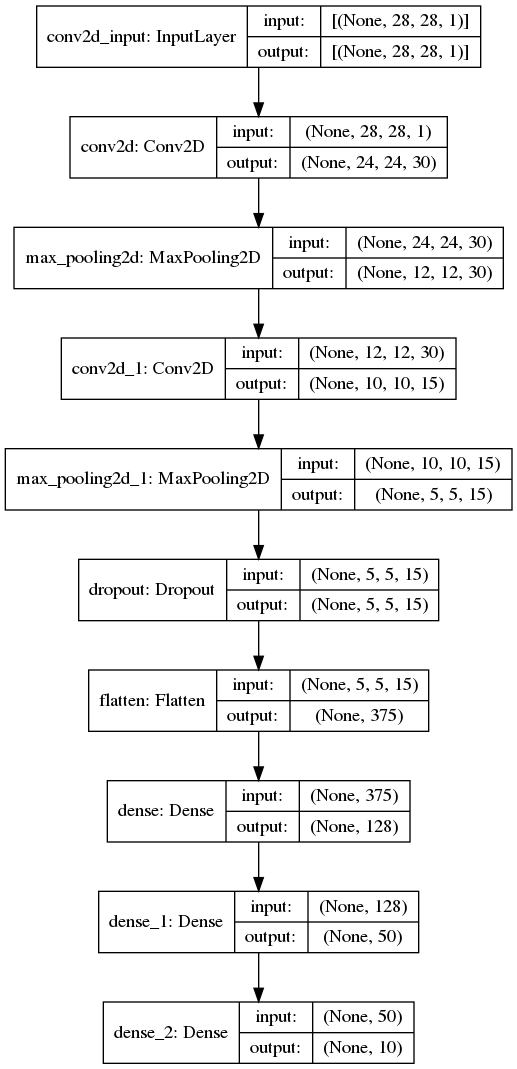 conv2d_input: InputLayer
input: [(None, 28, 28, 1)]
output: [(None, 28, 28, 1)]
conv2d: Conv2D
input: (None, 28, 28, 1)
output: (None, 24, 24, 30)
max_pooling2d: MaxPooling2D
input: (None, 24, 24, 30)
output: (None, 12, 12, 30)
conv2d_1: Conv2D
input: (None, 12, 12, 30)
output: (None, 10, 10, 15)
max_pooling2d_1: MaxPooling2D
input: (None, 10, 10, 15)
output: (None, 5, 5, 15)
dropout: Dropout
input: (None, 5, 5, 15)
output: (None, 5, 5, 15)
flatten: Flatten
input: (None, 5, 5, 15)
output: (None, 375)
dense: Dense
input: (None, 375)
output: (None, 128)
dense_1: Dense
input: (None, 128)
output: (None, 50)
dense_2: Dense
input: (None, 50)
output: (None, 10)